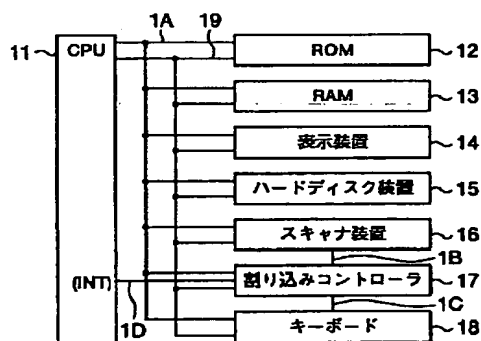 1A 19
11 CPU ROM 12
RAM 13
表示装置 14
ハードディスク装置 15
スキャナ装置 16
1B
(INT) 割り込みコントローラ 17
1D 1C
キーボード 18